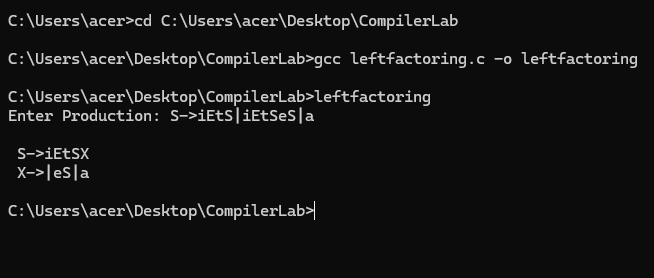 C:\Users\acer>cd C:\Users\acer\Desktop\CompilerLab
C:\Users\acer\Desktop\CompilerLab>gcc leftfactoring.c -o leftfactoring
C:\Users\acer\Desktop\CompilerLab>leftfactoring
Enter Production: S->iEtS|iEtSeS|a
S->iEtSX
X->|eS|a
C:\Users\acer\Desktop\CompilerLab>